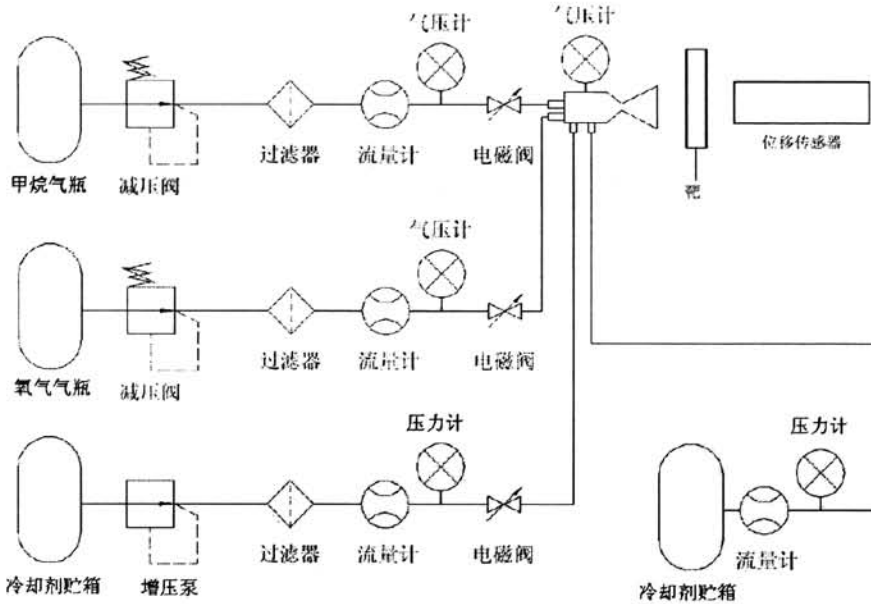 气压计
气压计
过滤器
流量计
电磁阀
位移传感器
甲烷气瓶
减压阀
靶
气压计
过滤器
流量计
电磁阀
氧气气瓶
减压阀
压力计
压力计
过滤器
流量计
电磁阀
流量计
冷却剂贮箱
增压泵
冷却剂贮箱